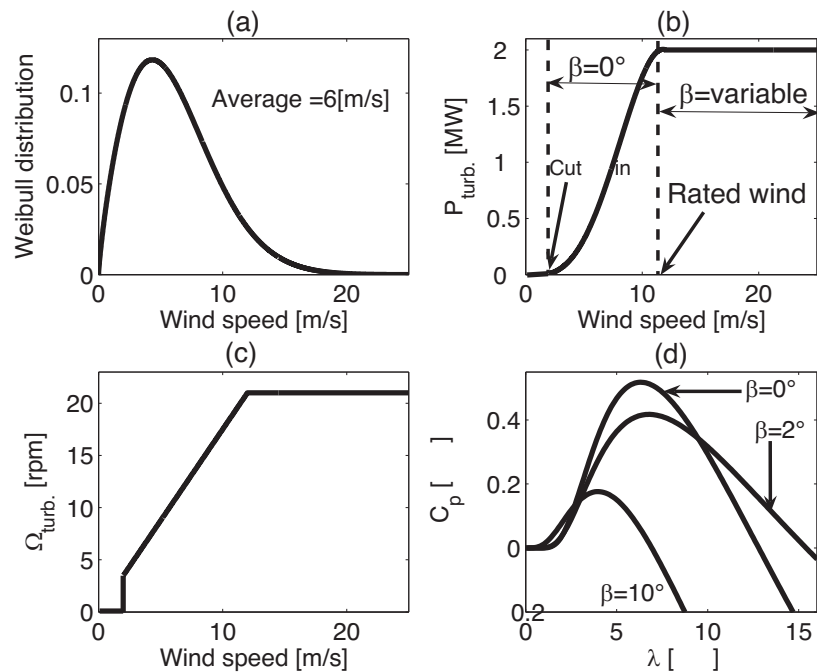 (a)
0.1
0.05
0
Weibull distribution
Average =6[m/s]
0 10 20
Wind speed [m/s]
(b)
2
1.5
1
0.5
0
P turb. [MW]
β=0°
β=variable
Cut in
Rated wind
0 10 20
Wind speed [m/s]
(c)
20
15
10
5
0
Ω turb. [rpm]
0 10 20
Wind speed [m/s]
(d)
0.4
0.2
0
0.2
C p [ ]
β=0°
β=2°
β=10°
0 5 10 15
λ [ ]